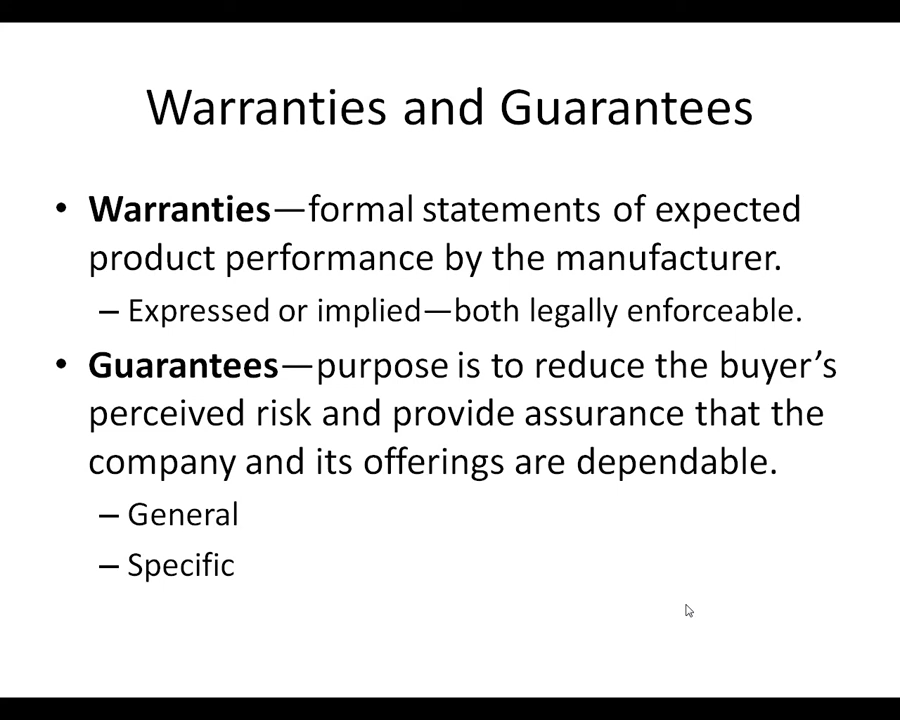 Warranties and Guarantees
• Warranties—formal statements of expected
product performance by the manufacturer.
– Expressed or implied—both legally enforceable.
• Guarantees—purpose is to reduce the buyer’s
perceived risk and provide assurance that the
company and its offerings are dependable.
– General
– Specific